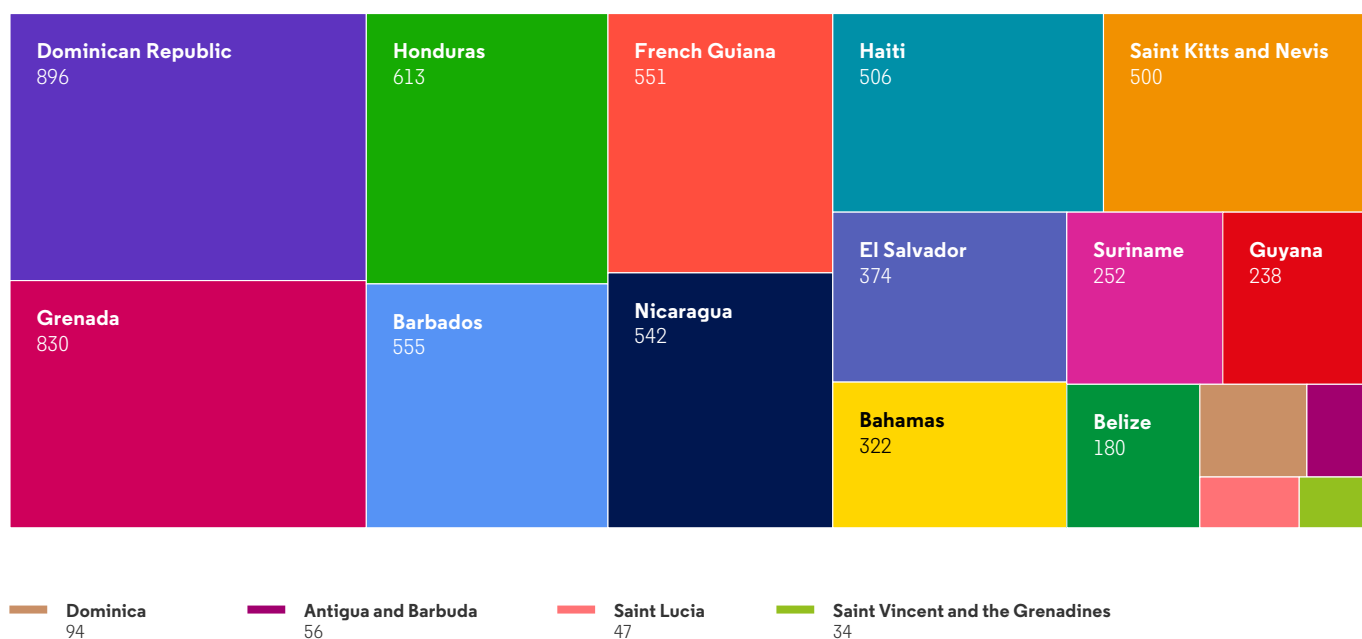 Dominican Republic
896
Honduras
613
French Guiana
551
Haiti
506
Saint Kitts and Nevis
500
El Salvador
374
Suriname
252
Guyana
238
Grenada
830
Barbados
555
Nicaragua
542
Bahamas
322
Belize
180
Dominica
94
Antigua and Barbuda
56
Saint Lucia
47
Saint Vincent and the Grenadines
34